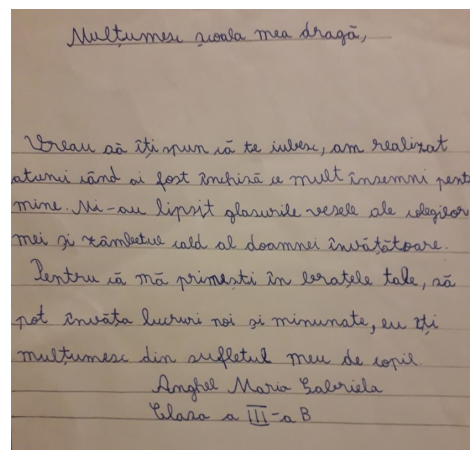 Mulțumesc școala mea dragă,
Vreau să îți spun că te iubesc, am realizat
atunci când ai fost închisă ce mult însemni pent
mine. Mi-au lipsit glasurile vesele ale colegilor
mei și zâmbetul cald al doamnei învățătoare.
Pentru că mă primești în brațele tale, să
pot învăța lucruri noi și minunate, eu îți
mulțumesc din sufletul meu de copil.
Anghel Maria Gabriela
Clasa a III-a B